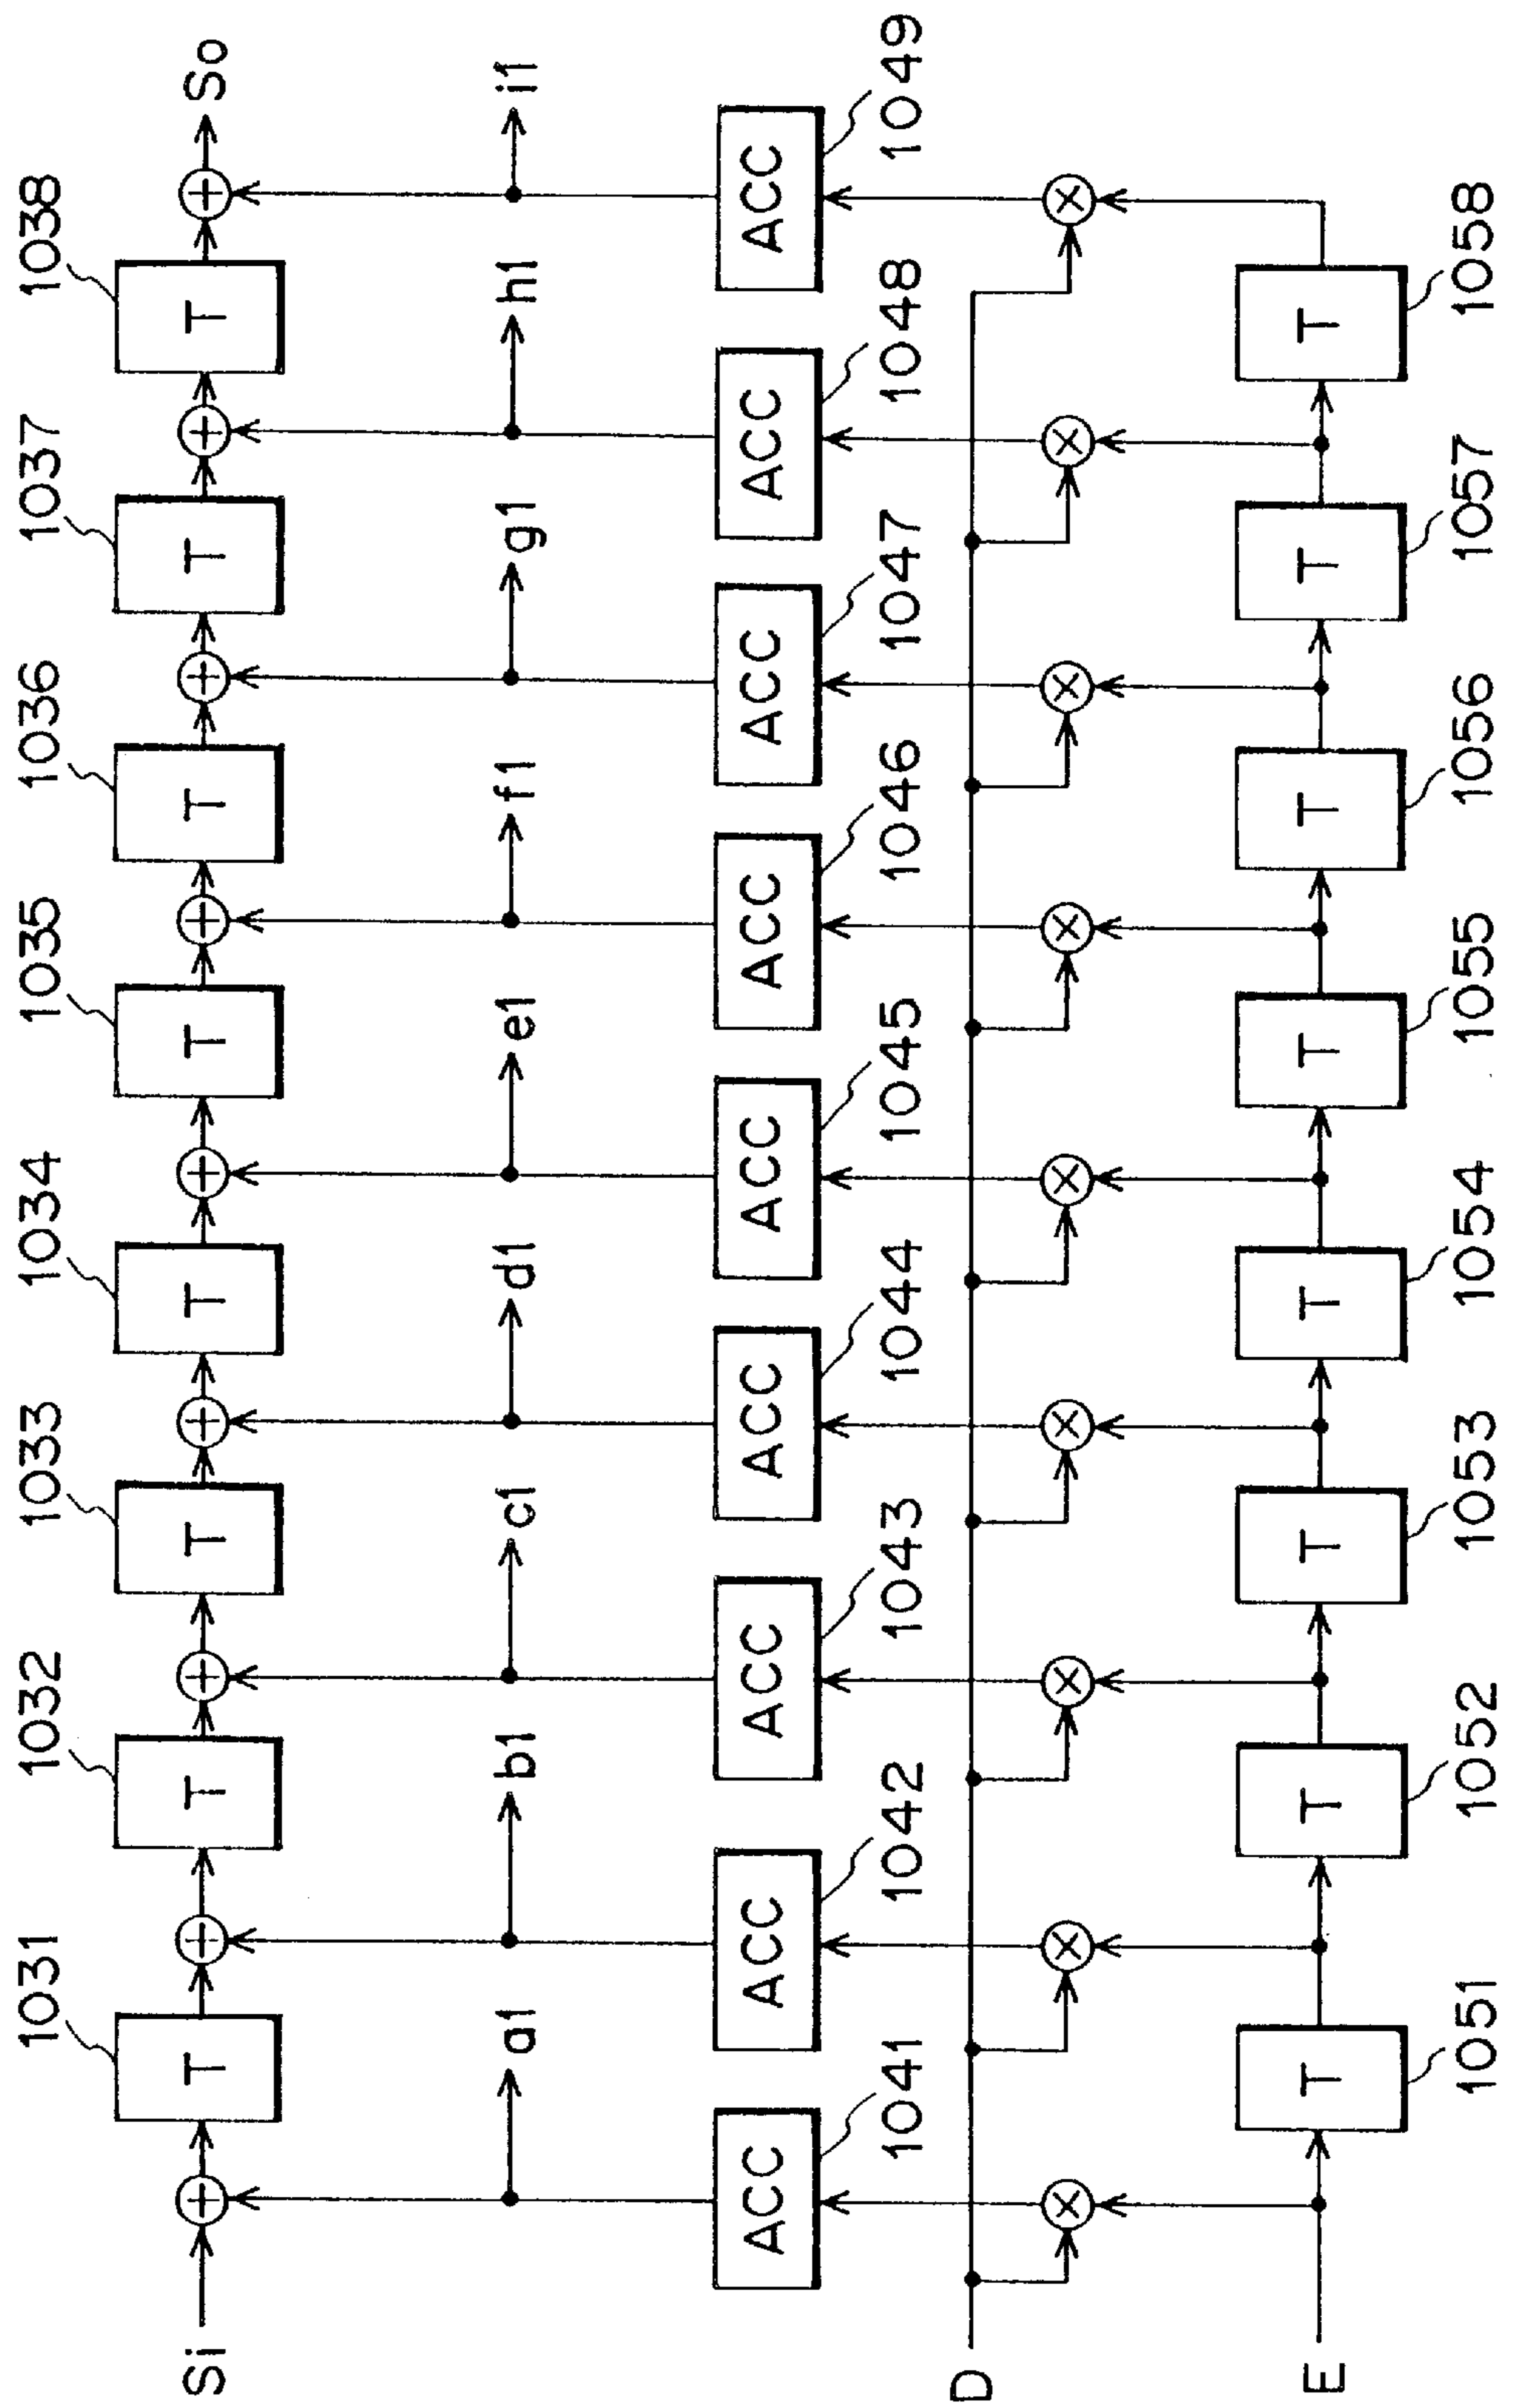 1031 1032 1033 1034 1035 1036 1037 1038
Si T T T T T T T T So
a1 b1 c1 d1 e1 f1 g1 h1 i1
ACC ACC ACC ACC ACC ACC ACC ACC ACC
1041 1042 1043 1044 1045 1046 1047 1048 1049
D
E T T T T T T T T
1051 1052 1053 1054 1055 1056 1057 1058